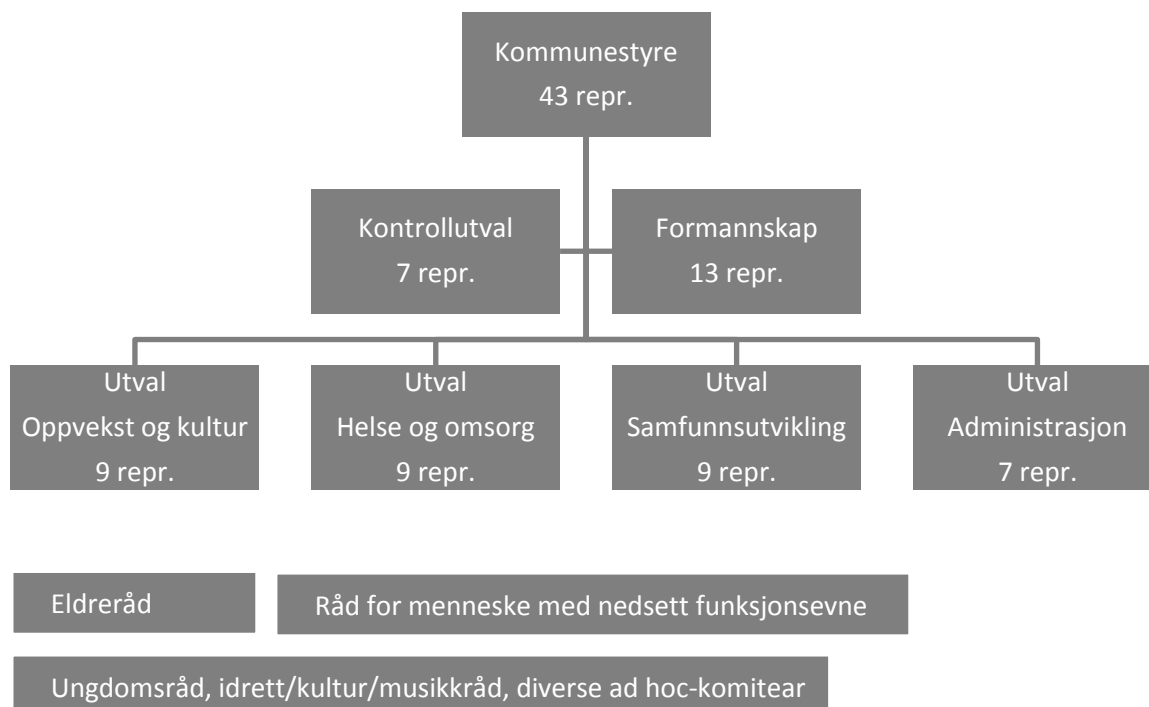 Kommunestyre
43 repr.
Kontrollutval
7 repr.
Formannskap
13 repr.
Utval
Oppvekst og kultur
9 repr.
Utval
Helse og omsorg
9 repr.
Utval
Samfunnsutvikling
9 repr.
Utval
Administrasjon
7 repr.
Eldreråd
Råd for menneske med nedsett funksjonsevne
Ungdomsråd, idrett/kultur/musikkråd, diverse ad hoc-komitear